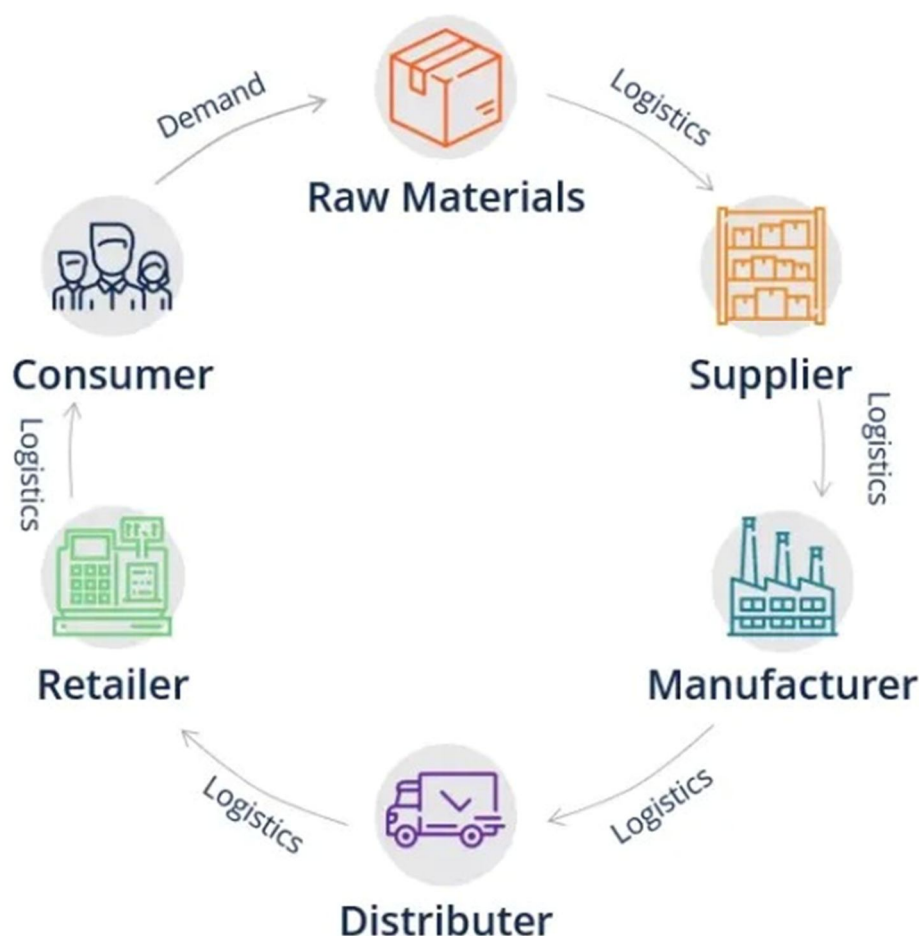 Raw Materials
Logistics
Supplier
Logistics
Manufacturer
Logistics
Distributer
Logistics
Retailer
Logistics
Consumer
Demand